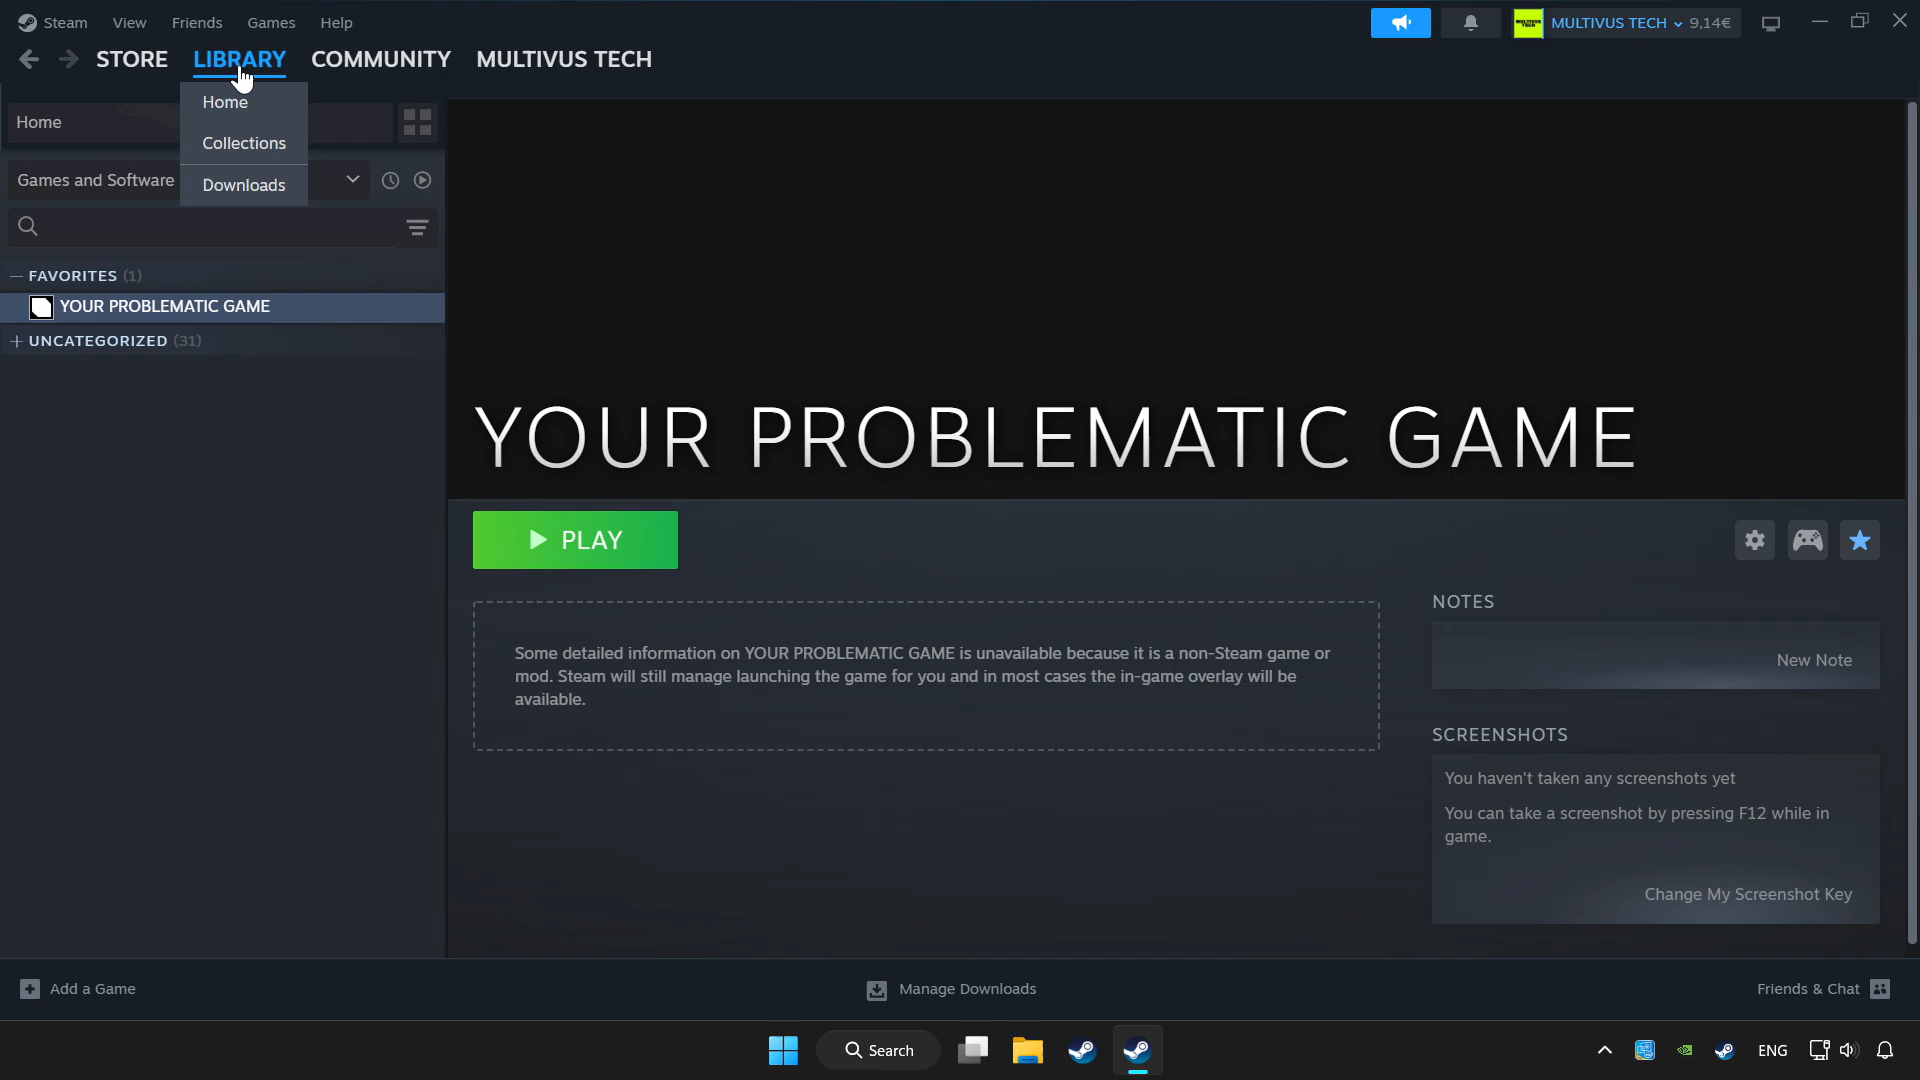 Steam View Friends Games Help
MULTIVUS TECH 9,14€
STORE LIBRARY COMMUNITY MULTIVUS TECH
Home
Collections
Downloads
Home
Games and Software
FAVORITES (1)
YOUR PROBLEMATIC GAME
UNCATEGORIZED (31)
YOUR PROBLEMATIC GAME
PLAY
Some detailed information on YOUR PROBLEMATIC GAME is unavailable because it is a non-Steam game or
mod. Steam will still manage launching the game for you and in most cases the in-game overlay will be
available.
NOTES
New Note
SCREENSHOTS
You haven't taken any screenshots yet
You can take a screenshot by pressing F12 while in
game.
Change My Screenshot Key
Add a Game
Manage Downloads
Friends & Chat
Search
ENG